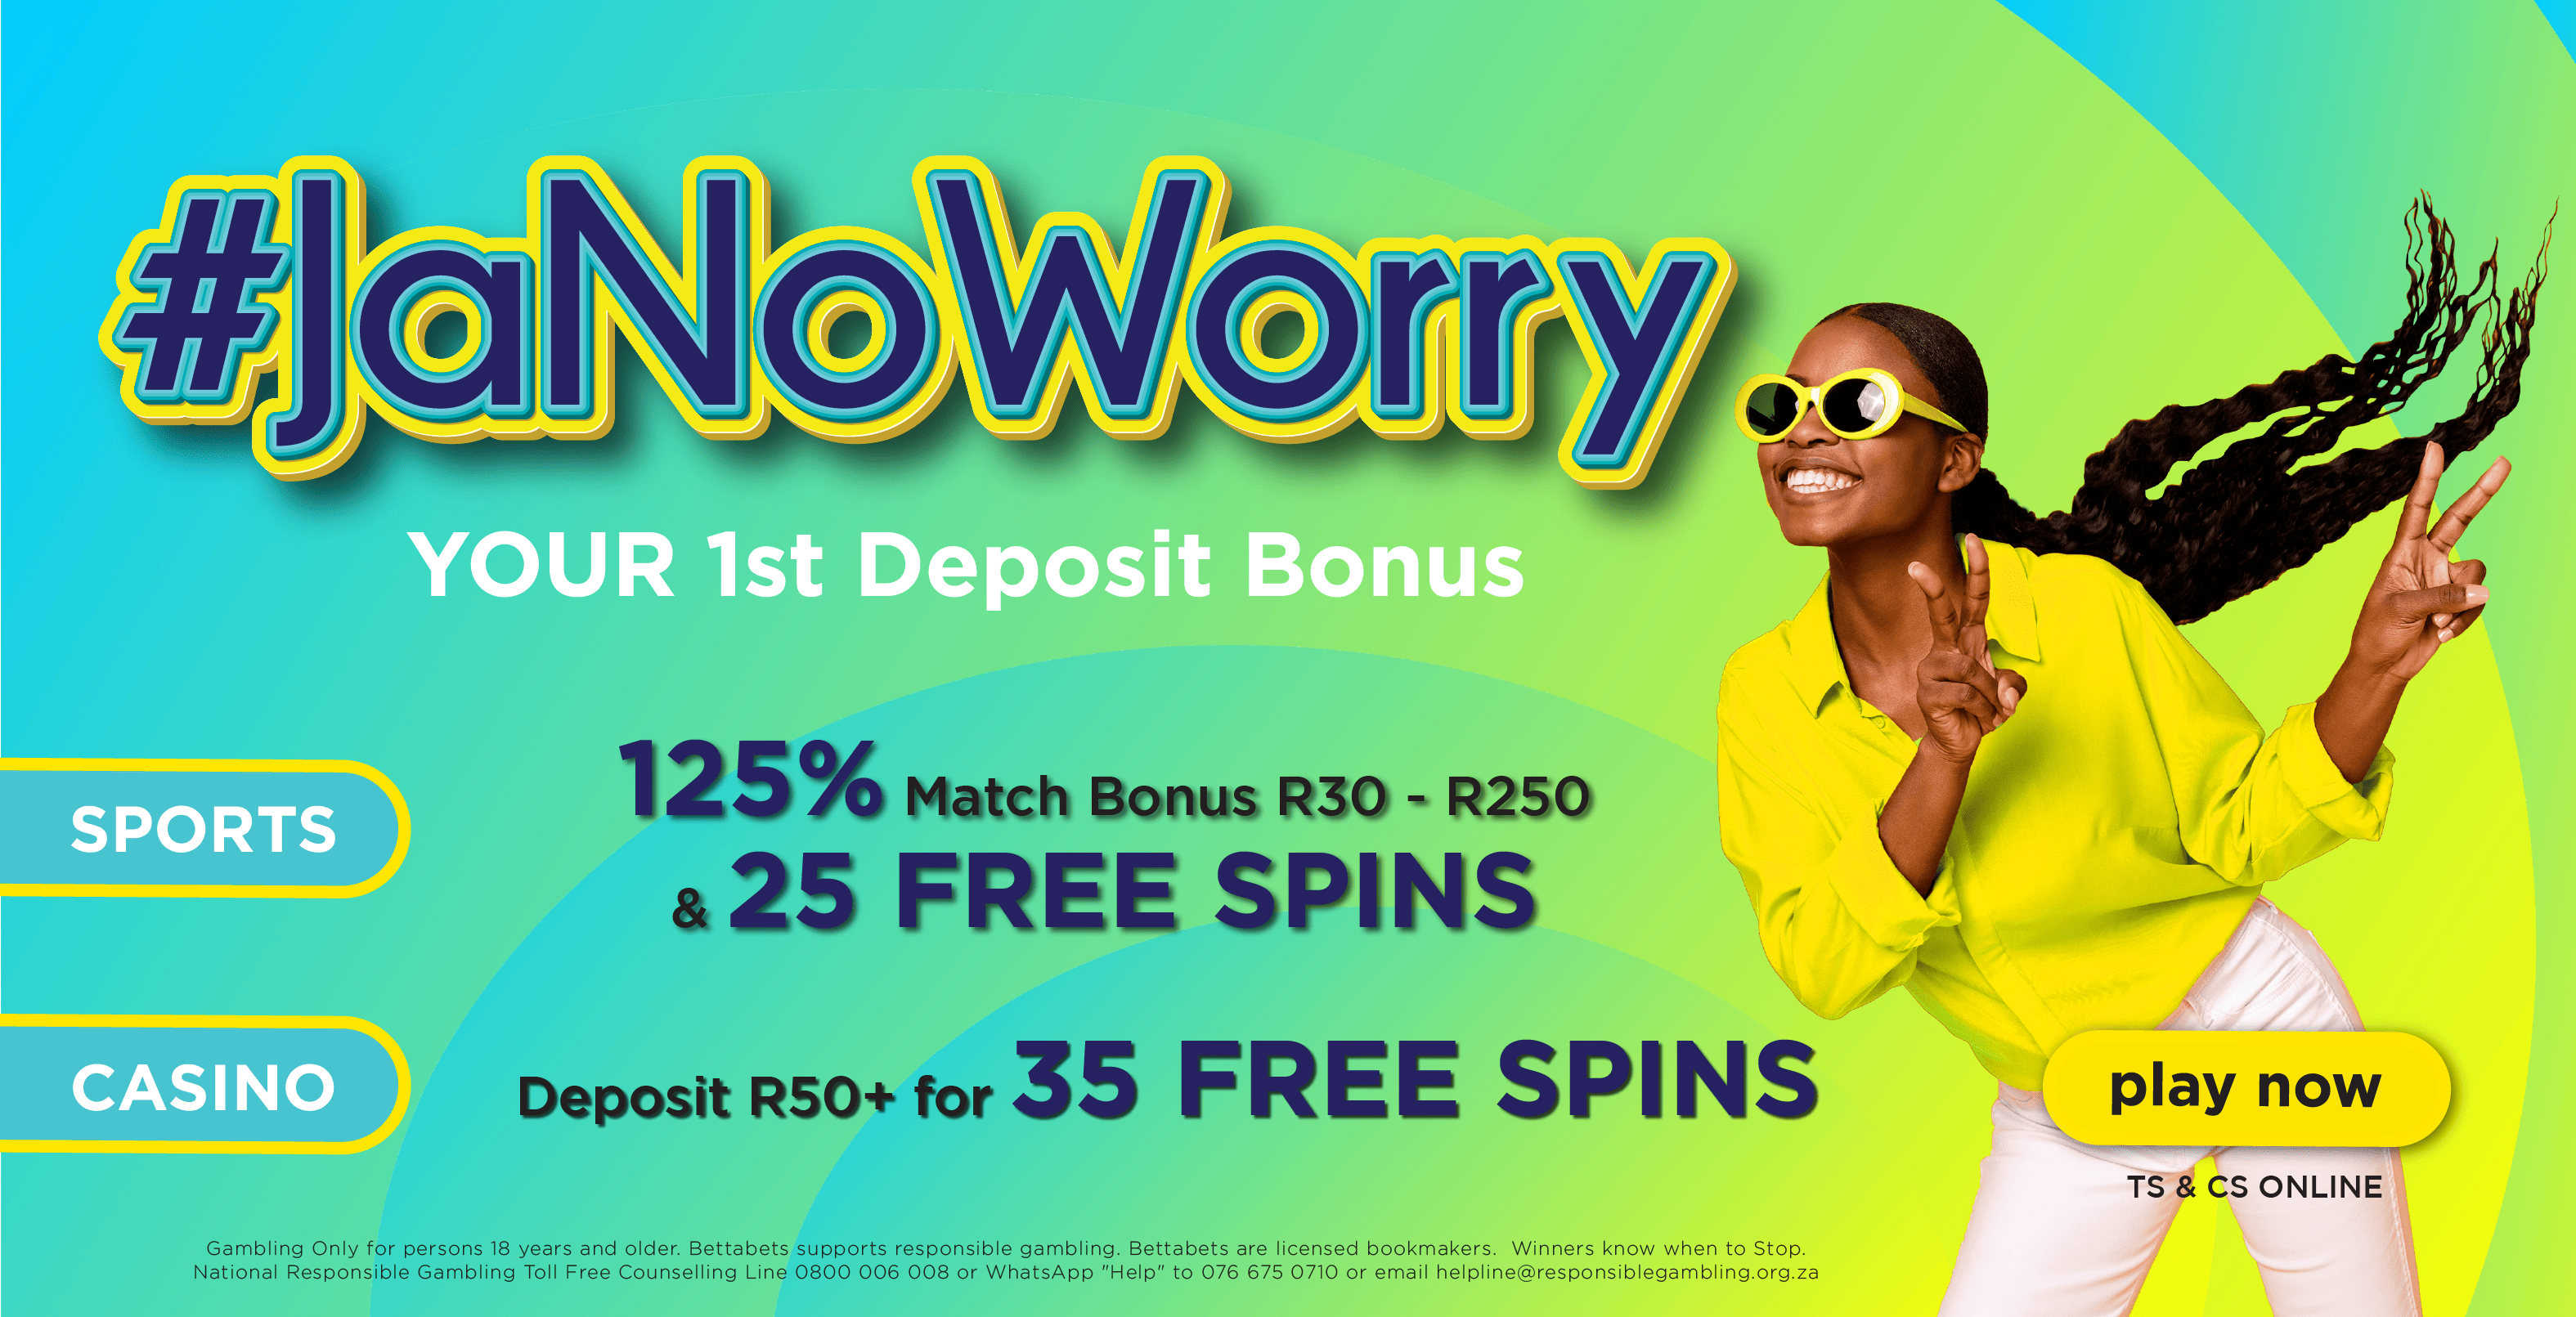 #JaNoWorry
YOUR 1st Deposit Bonus
SPORTS
125% Match Bonus R30 - R250
& 25 FREE SPINS
CASINO
Deposit R50+ for 35 FREE SPINS
play now
TS & CS ONLINE
Gambling Only for persons 18 years and older. Bettabets supports responsible gambling. Bettabets are licensed bookmakers. Winners know when to Stop.
National Responsible Gambling Toll Free Counselling Line 0800 006 008 or WhatsApp "Help" to 076 675 0710 or email helpline@responsiblegambling.org.za